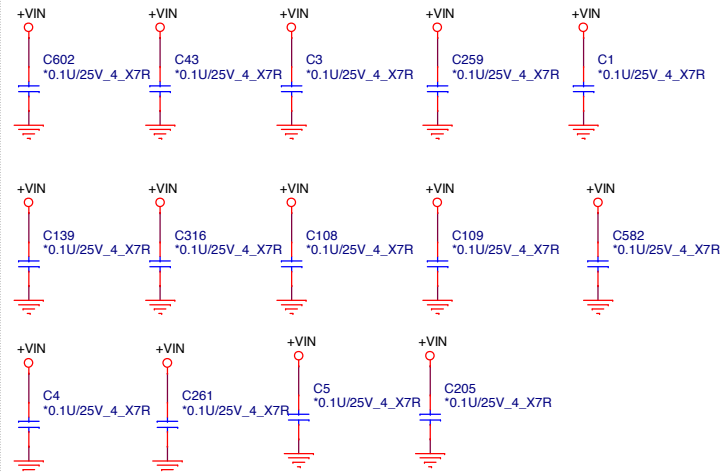 +VIN +VIN +VIN +VIN +VIN
C602 C43 C3 C259 C1
*0.1U/25V_4_X7R *0.1U/25V_4_X7R *0.1U/25V_4_X7R *0.1U/25V_4_X7R *0.1U/25V_4_X7R
+VIN +VIN +VIN +VIN +VIN
C139 C316 C108 C109 C582
*0.1U/25V_4_X7R *0.1U/25V_4_X7R *0.1U/25V_4_X7R *0.1U/25V_4_X7R *0.1U/25V_4_X7R
+VIN +VIN +VIN +VIN
C4 C261 C5 C205
*0.1U/25V_4_X7R *0.1U/25V_4_X7R *0.1U/25V_4_X7R *0.1U/25V_4_X7R